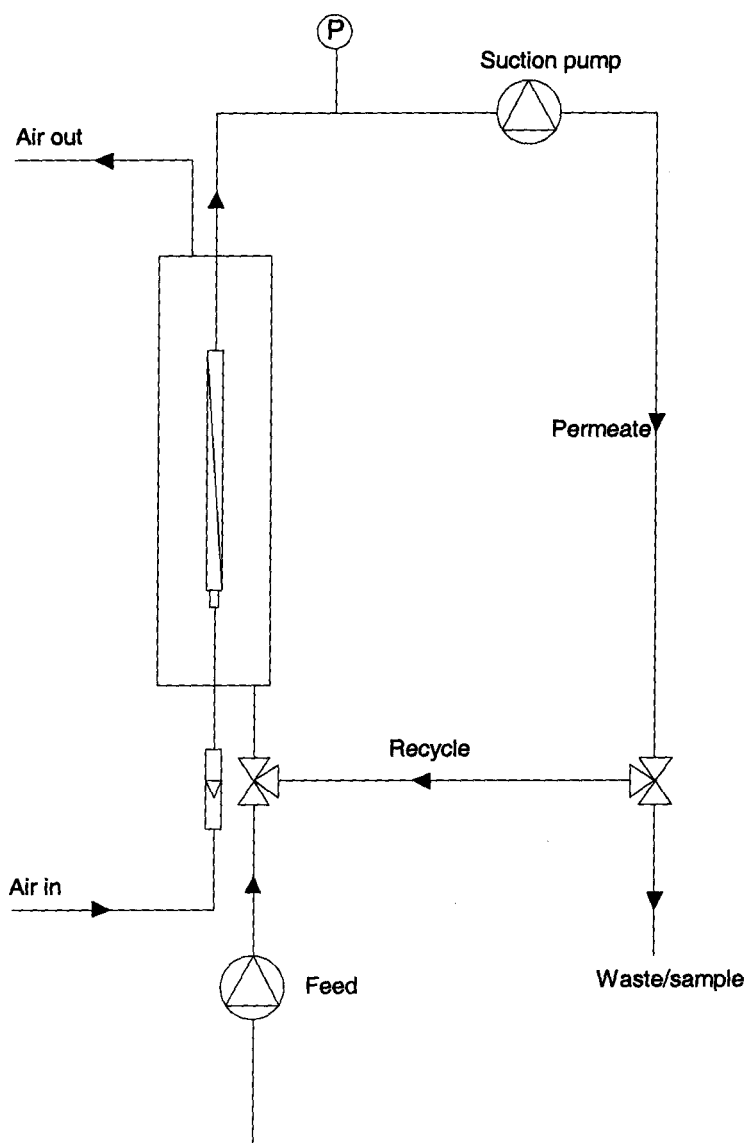 P
Suction pump
Air out
Permeate
Recycle
Air in
Feed
Waste/sample